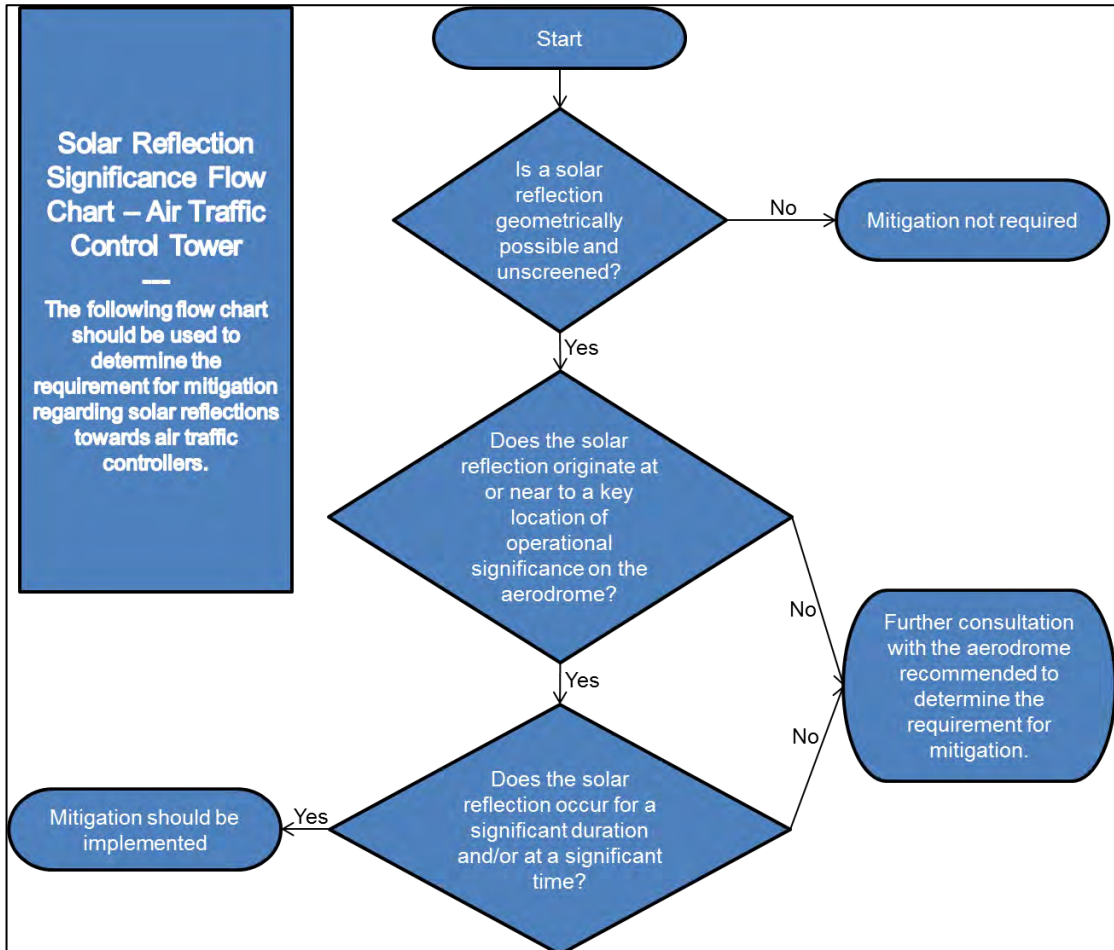 Solar Reflection
Significance Flow
Chart – Air Traffic
Control Tower
---
The following flow chart
should be used to
determine the
requirement for mitigation
regarding solar reflections
towards air traffic
controllers.
Start
Is a solar
reflection
geometrically
possible and
unscreened?
No
Mitigation not required
Yes
Does the solar
reflection originate at
or near to a key
location of
operational
significance on the
aerodrome?
No
Further consultation
with the aerodrome
recommended to
determine the
requirement for
mitigation.
Yes
No
Does the solar
reflection occur for a
significant duration
and/or at a significant
time?
Yes
Mitigation should be
implemented